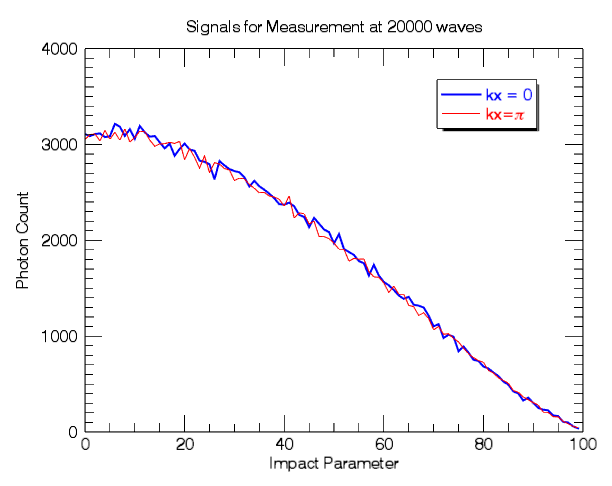 Signals for Measurement at 20000 waves
4000
3000
2000
1000
0
Photon Count
kx = 0
kx=π
0 20 40 60 80 100
Impact Parameter